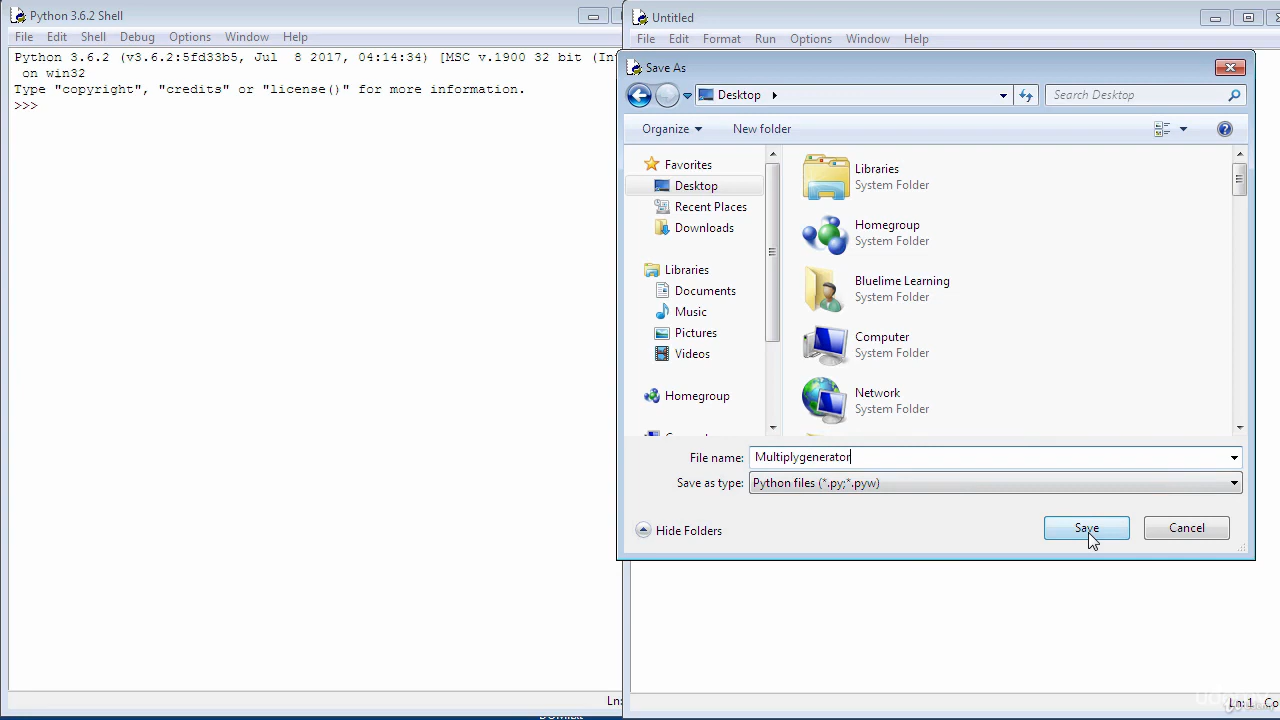 Python 3.6.2 Shell
File Edit Shell Debug Options Window Help
Python 3.6.2 (v3.6.2:5fd33b5, Jul 8 2017, 04:14:34) [MSC v.1900 32 bit (In
on win32
Type "copyright", "credits" or "license()" for more information.
>>>
Ln:
Untitled
File Edit Format Run Options Window Help
Save As
Desktop
Search Desktop
Organize
New folder
Favorites
Desktop
Recent Places
Downloads
Libraries
Documents
Music
Pictures
Videos
Homegroup
Libraries
System Folder
Homegroup
System Folder
Bluelime Learning
System Folder
Computer
System Folder
Network
System Folder
File name: Multiplygenerator
Save as type: Python files (*.py;*.pyw)
Hide Folders
Save
Cancel
Ln: 1 Co